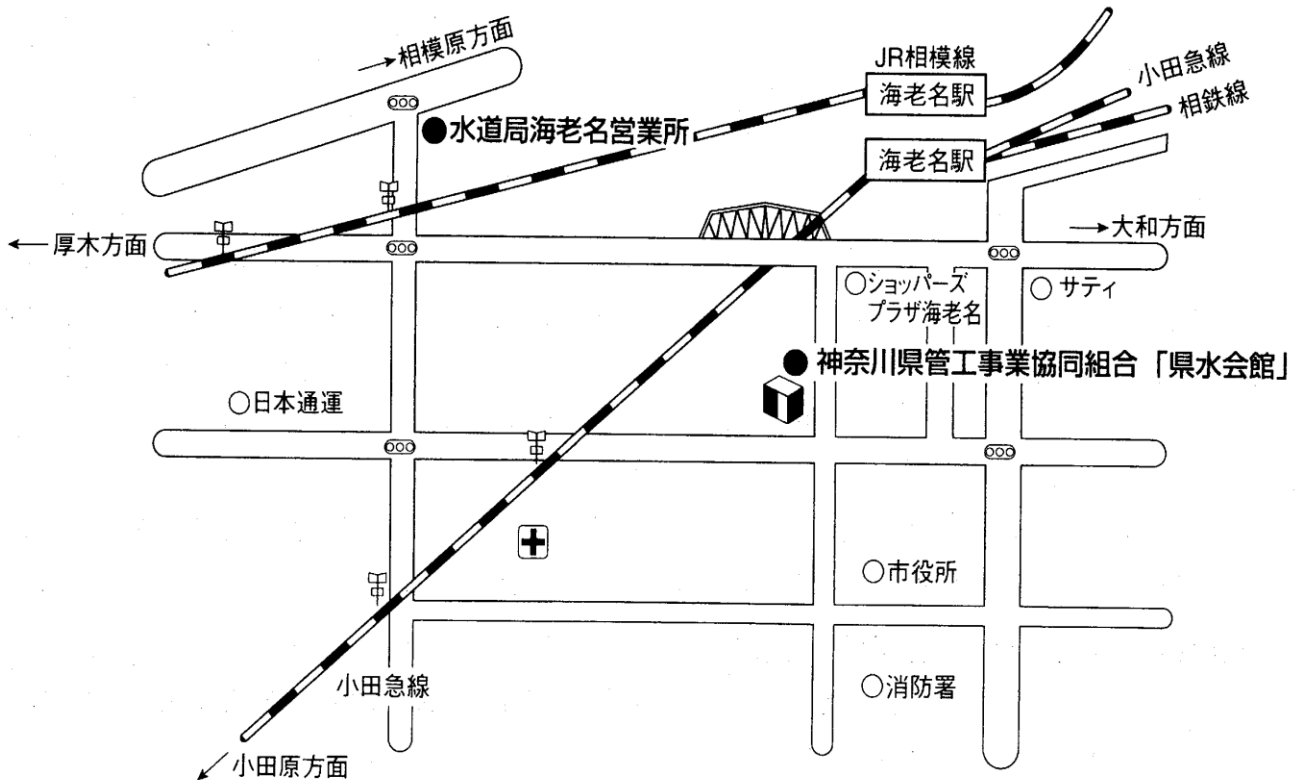 →相模原方面
JR相模線
海老名駅
小田急線
相鉄線
●水道局海老名営業所
海老名駅
←厚木方面
→大和方面
○ショッパーズ
プラザ海老名
○サティ
●神奈川県管工事業協同組合「県水会館」
○日本通運
○市役所
小田急線
○消防署
小田原方面